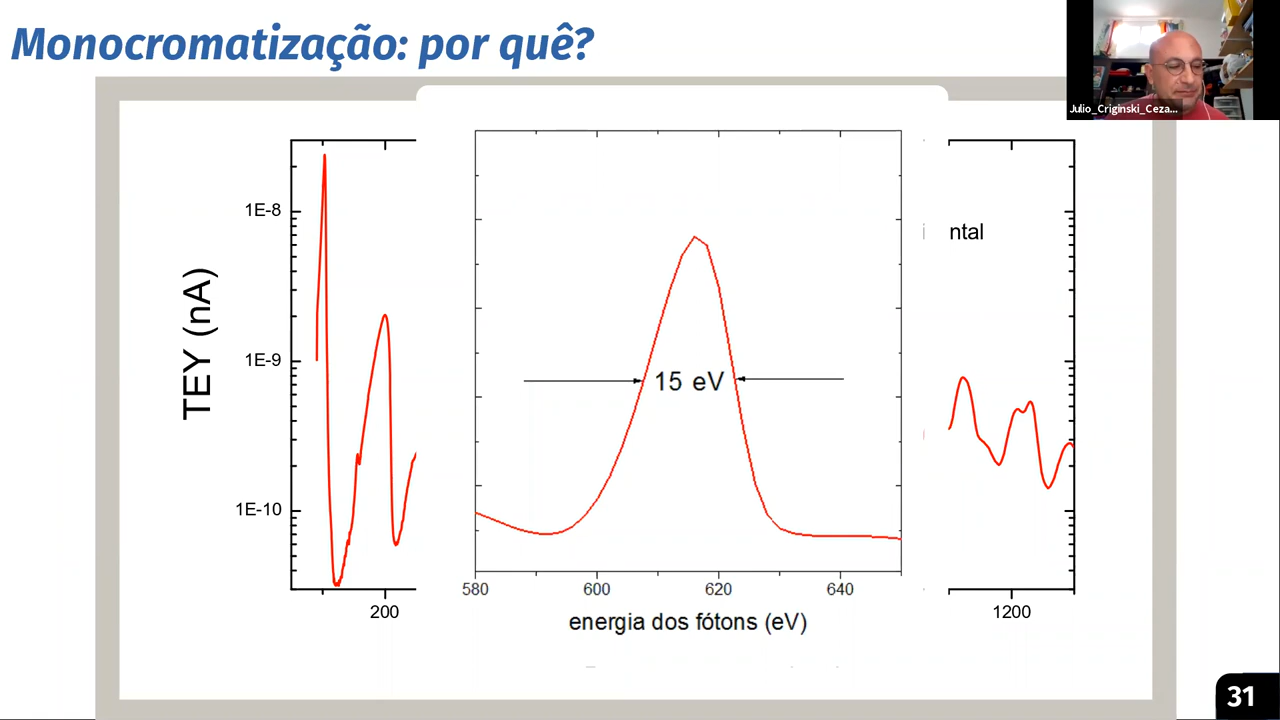 Monocromatização: por quê?
Julio_Criginski_Ceza...
1E-8
1E-9
1E-10
TEY (nA)
200
ntal
15 eV
580
600
620
640
energia dos fótons (eV)
1200
31